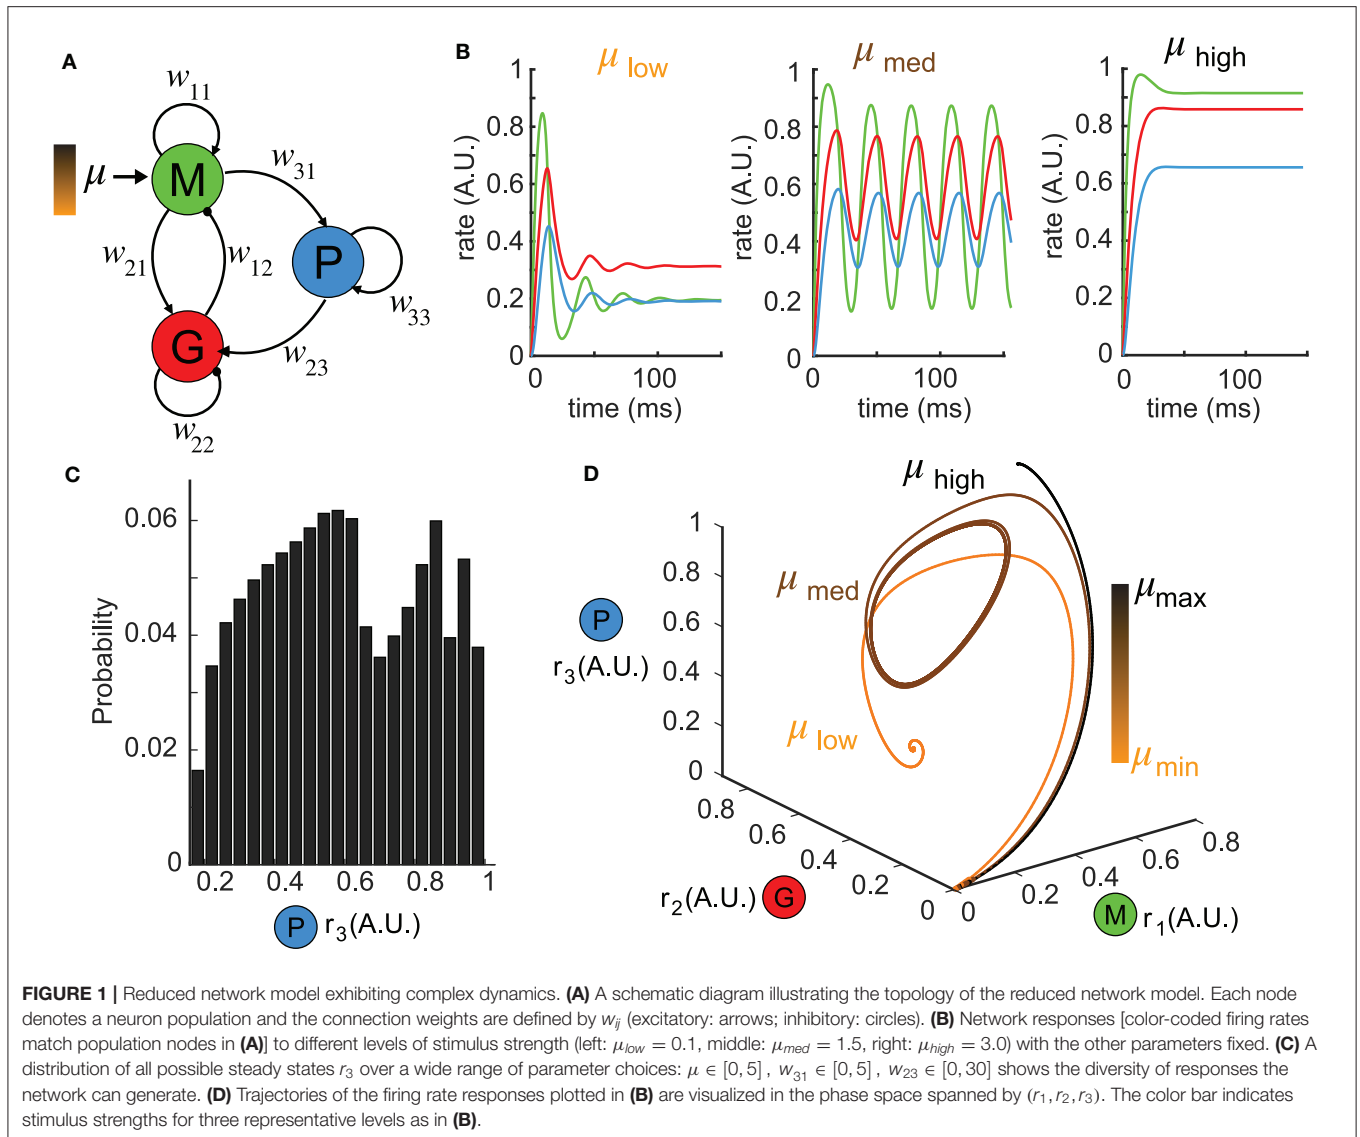 A
w11
μ
M
w31
w21
w12
P
w33
G
w23
w22
B
μ low
μ med
μ high
1
0.8
0.6
0.4
0.2
0
rate (A.U.)
0 100
time (ms)
1
0.8
0.6
0.4
0.2
0
rate (A.U.)
0 100
time (ms)
1
0.8
0.6
0.4
0.2
0
rate (A.U.)
0 100
time (ms)
C
0.06
0.04
0.02
0
Probability
0.2 0.4 0.6 0.8 1
P r3(A.U.)
D
μ high
μ med
μ low
1
0.8
0.6
0.4
0.2
0
P
r3(A.U.)
0.8
0.6
0.4
0.2
0
r2(A.U.) G
0
0.2
0.4
0.6
0.8
M r1(A.U.)
μmax
μmin
FIGURE 1 | Reduced network model exhibiting complex dynamics. (A) A schematic diagram illustrating the topology of the reduced network model. Each node
denotes a neuron population and the connection weights are defined by wij (excitatory: arrows; inhibitory: circles). (B) Network responses [color-coded firing rates
match population nodes in (A)] to different levels of stimulus strength (left: μlow = 0.1, middle: μmed = 1.5, right: μhigh = 3.0) with the other parameters fixed. (C) A
distribution of all possible steady states r3 over a wide range of parameter choices: μ ∈ [0, 5] , w31 ∈ [0, 5] , w23 ∈ [0, 30] shows the diversity of responses the
network can generate. (D) Trajectories of the firing rate responses plotted in (B) are visualized in the phase space spanned by (r1, r2, r3). The color bar indicates
stimulus strengths for three representative levels as in (B).